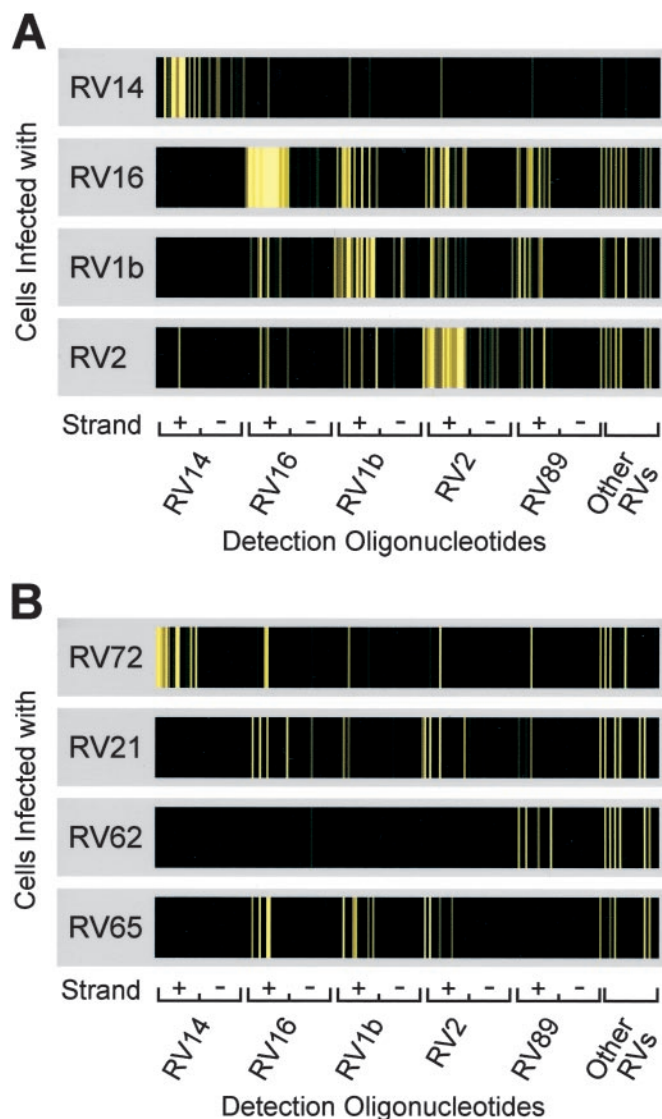 A
Cells Infected with
RV14
RV16
RV1b
RV2
Strand + - + - + - + - + -
RV14 RV16 RV1b RV2 RV89 Other RVs
Detection Oligonucleotides
B
Cells Infected with
RV72
RV21
RV62
RV65
Strand + - + - + - + - + -
RV14 RV16 RV1b RV2 RV89 Other RVs
Detection Oligonucleotides